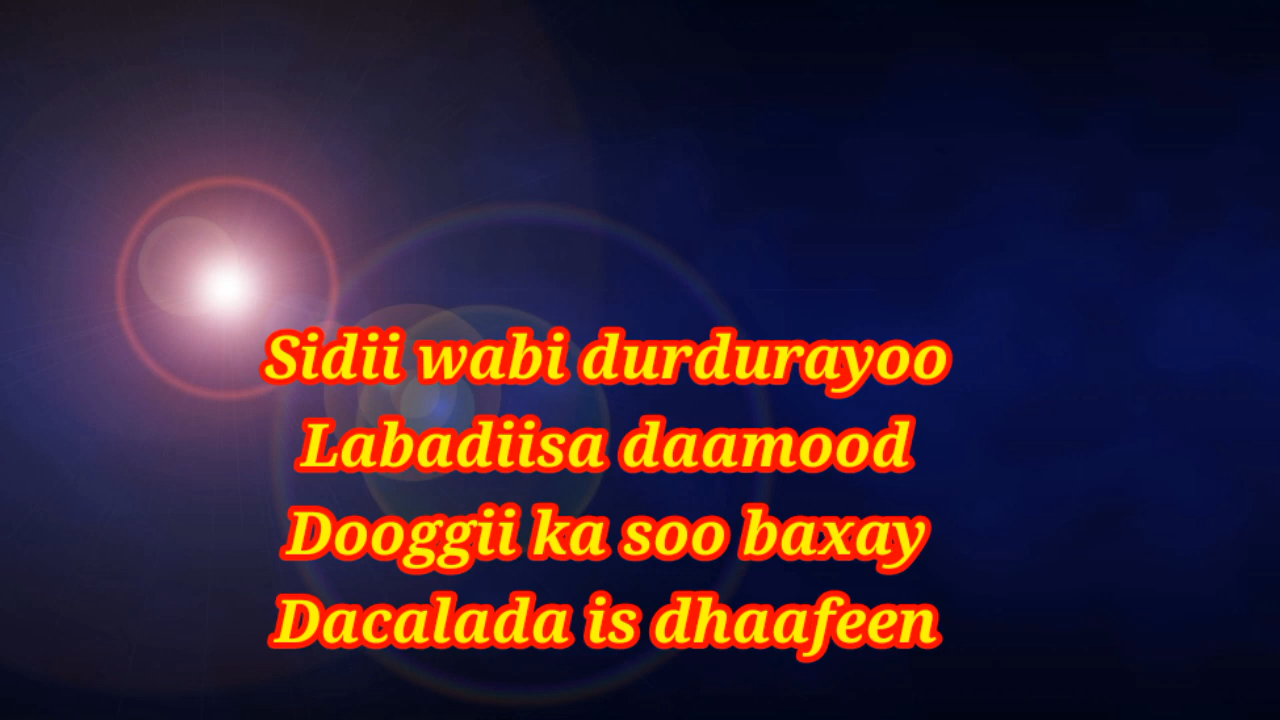 Sidii wabi durdurayoo
Labadiisa daamood
Dooggii ka soo baxay
Dacalada is dhaafeen